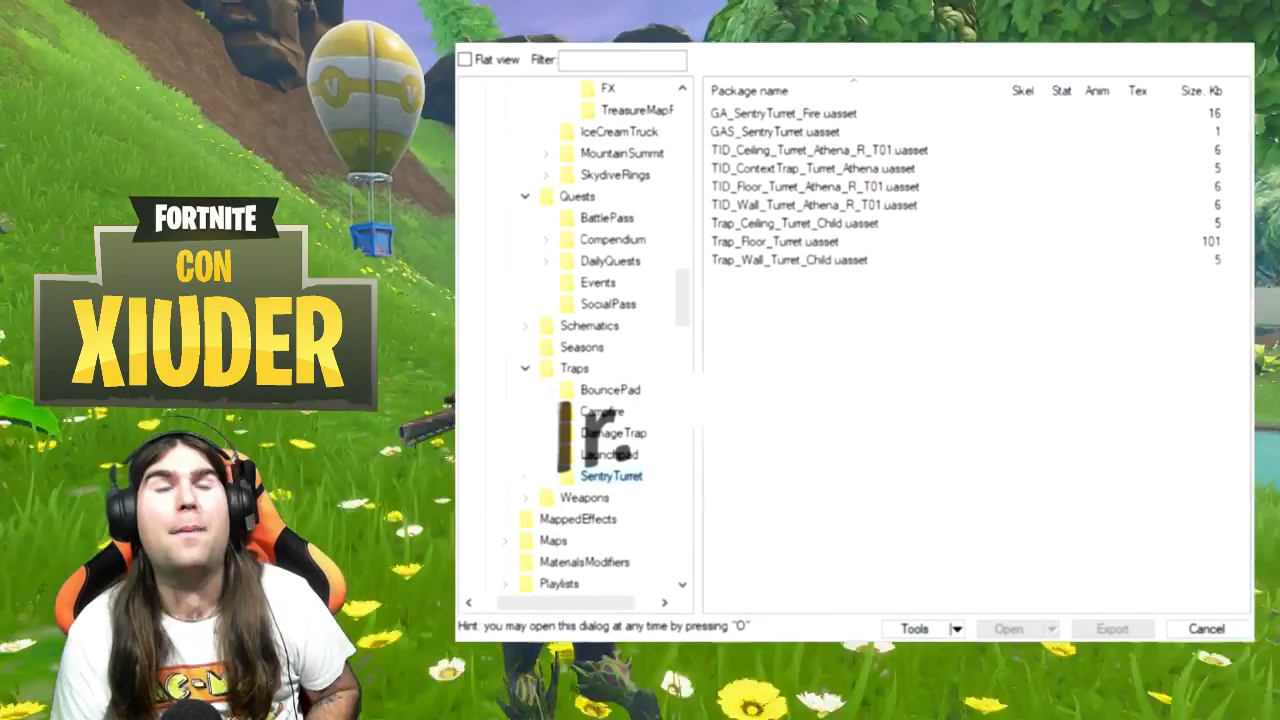 FORTNITE
CON
XIUDER
Flat view Filter:
FX
TreasureMapF
IceCreamTruck
MountainSummit
SkydiveRings
Quests
BattlePass
Compendium
DailyQuests
Events
SocialPass
Schematics
Seasons
Traps
BouncePad
Campfire
DamageTrap
Launchpad
SentryTurret
Weapons
MappedEffects
Maps
MaterialsModifiers
Playlists
Package name Skel Stat Anim Tex Size, Kb
GA_SentryTurret_Fire.uasset 16
GAS_SentryTurret.uasset 1
TID_Ceiling_Turret_Athena_R_T01.uasset 6
TID_ContextTrap_Turret_Athena.uasset 5
TID_Floor_Turret_Athena_R_T01.uasset 6
TID_Wall_Turret_Athena_R_T01.uasset 6
Trap_Ceiling_Turret_Child.uasset 5
Trap_Floor_Turret.uasset 101
Trap_Wall_Turret_Child.uasset 5
Hint: you may open this dialog at any time by pressing "O"
Tools Open Export Cancel